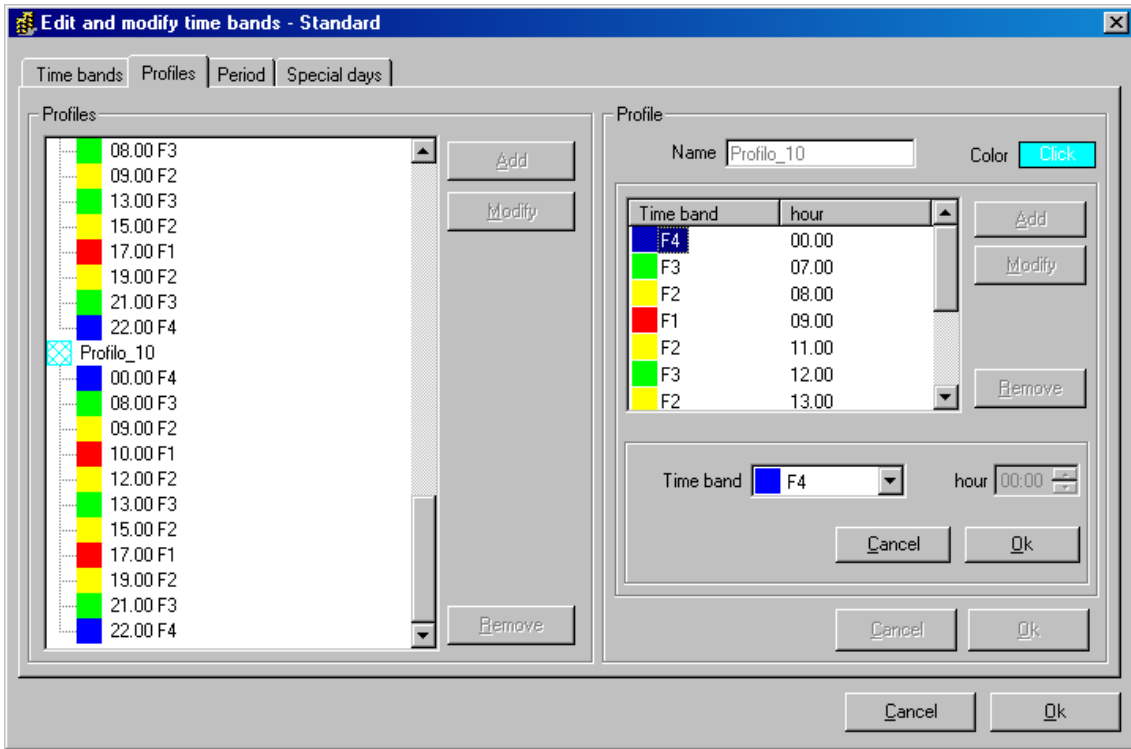 Edit and modify time bands - Standard
Time bands Profiles Period Special days
Profiles
08.00 F3
09.00 F2
13.00 F3
15.00 F2
17.00 F1
19.00 F2
21.00 F3
22.00 F4
Profilo_10
00.00 F4
08.00 F3
09.00 F2
10.00 F1
12.00 F2
13.00 F3
15.00 F2
17.00 F1
19.00 F2
21.00 F3
22.00 F4
Add
Modify
Remove
Profile
Name Profilo_10 Color Click
Time band hour
F4 00.00
F3 07.00
F2 08.00
F1 09.00
F2 11.00
F3 12.00
F2 13.00
Add
Modify
Remove
Time band F4 hour 00:00
Cancel Ok
Cancel Ok
Cancel Ok